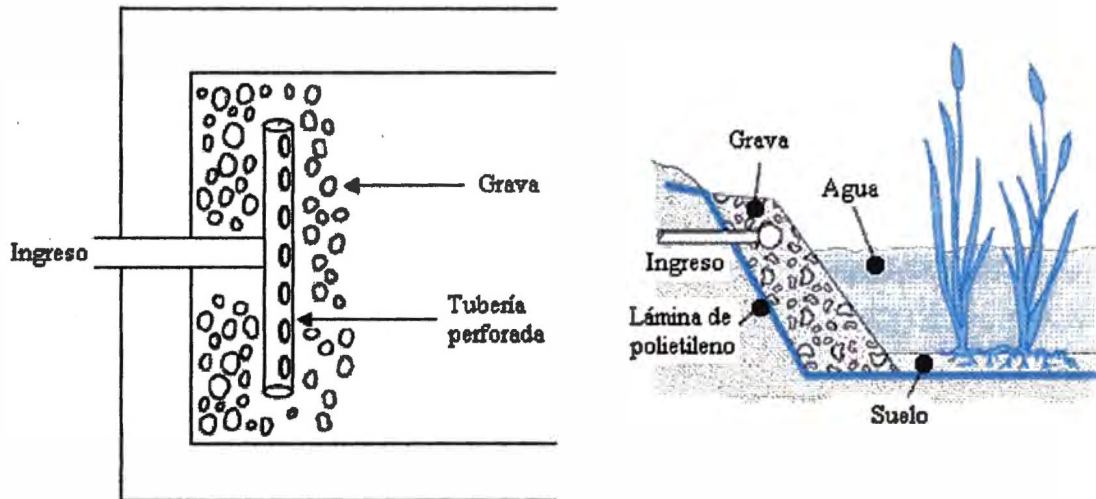 Grava
Ingreso
Tubería
perforada
Grava
Agua
Ingreso
Lámina de
polietileno
Suelo